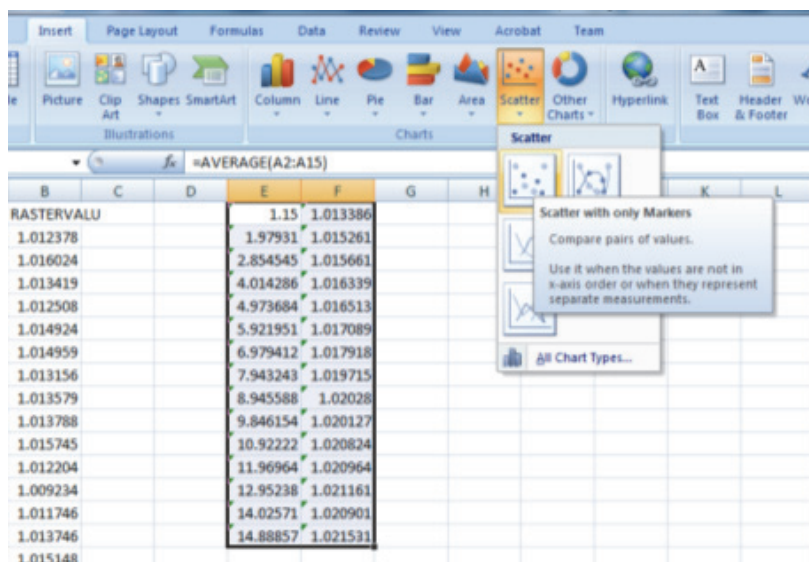 Insert Page Layout Formulas Data Review View Acrobat Team
Picture Clip Art Shapes SmartArt Column Line Pie Bar Area Scatter Other Charts Hyperlink Text Box Header & Footer
Illustrations Charts
Scatter
fx =AVERAGE(A2:A15)
B C D E F G H K L
Scatter with only Markers
Compare pairs of values.
Use it when the values are not in
x-axis order or when they represent
separate measurements.
All Chart Types...
RASTERVALU 1.15 1.013386
1.012378 1.97931 1.015261
1.016024 2.854545 1.015661
1.013419 4.014286 1.016339
1.012508 4.973684 1.016513
1.014924 5.921951 1.017089
1.014959 6.979412 1.017918
1.013156 7.943243 1.019715
1.013579 8.945588 1.02028
1.013788 9.846154 1.020127
1.015745 10.92222 1.020824
1.012204 11.96964 1.020964
1.009234 12.95238 1.021161
1.011746 14.02571 1.020901
1.013746 14.88857 1.021531
1.015148